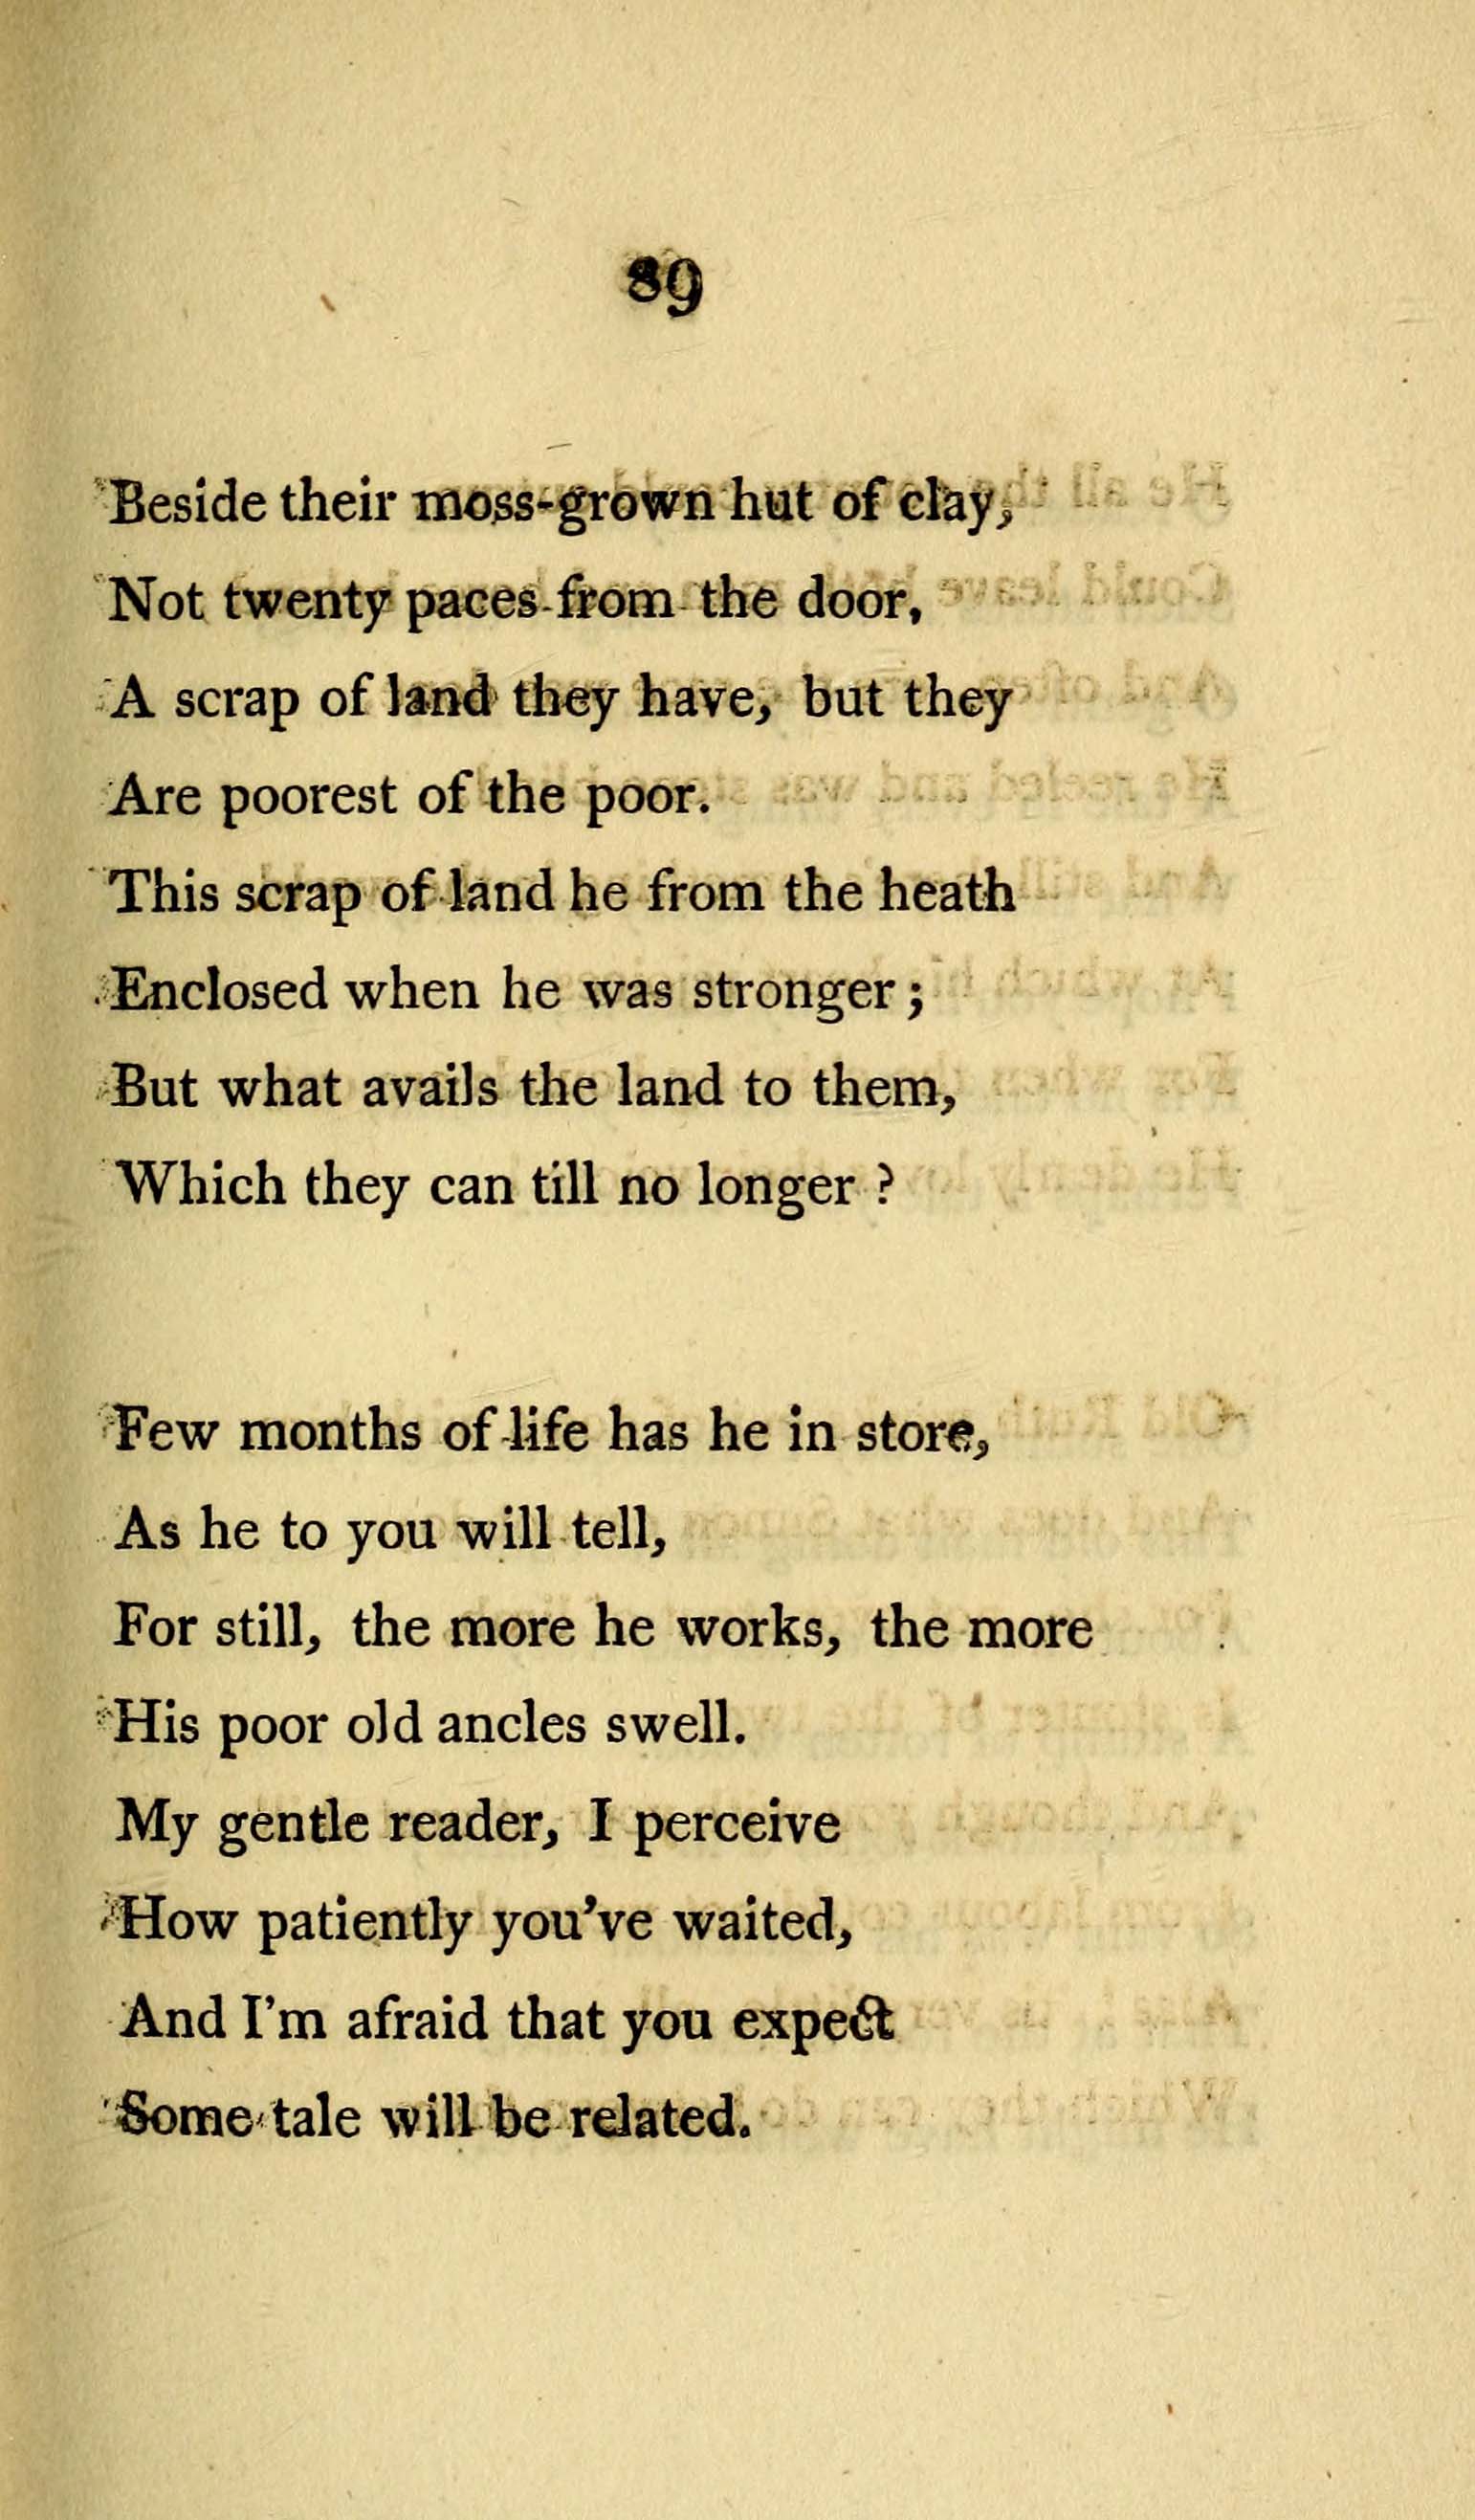 89
Beside their moss-grown hut of clay,
Not twenty paces from the door,
A scrap of land they have, but they
Are poorest of the poor.
This scrap of land he from the heath
Enclosed when he was stronger;
But what avails the land to them,
Which they can till no longer?
Few months of life has he in store,
As he to you will tell,
For still, the more he works, the more
His poor old ancles swell.
My gentle reader, I perceive
How patiently you've waited,
And I'm afraid that you expect
Some tale will be related.